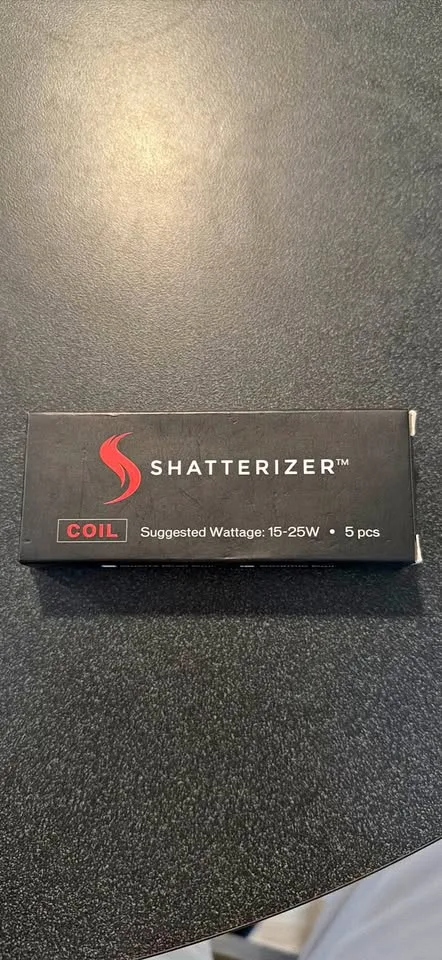 SHATTERIZER™
COIL Suggested Wattage: 15-25W • 5 pcs